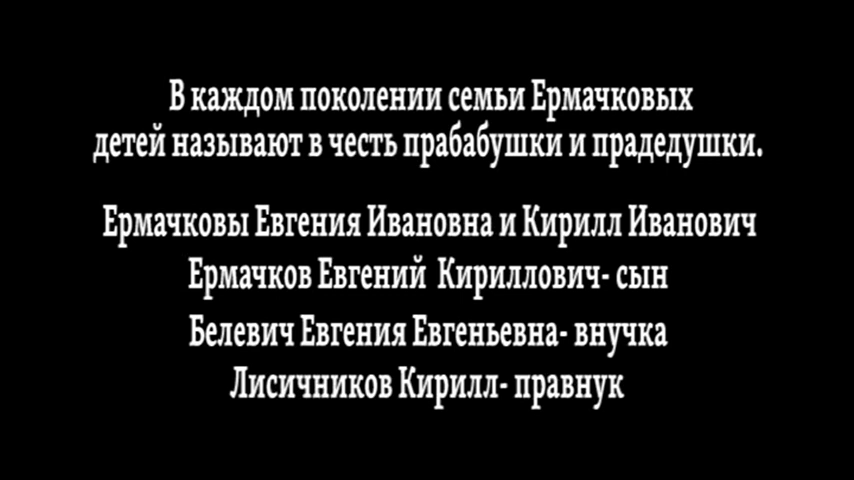 В каждом поколении семьи Ермачковых
детей называют в честь прабабушки и прадедушки.
Ермачковы Евгения Ивановна и Кирилл Иванович
Ермачков Евгений Кириллович- сын
Белевич Евгения Евгеньевна- внучка
Лисичников Кирилл- правнук